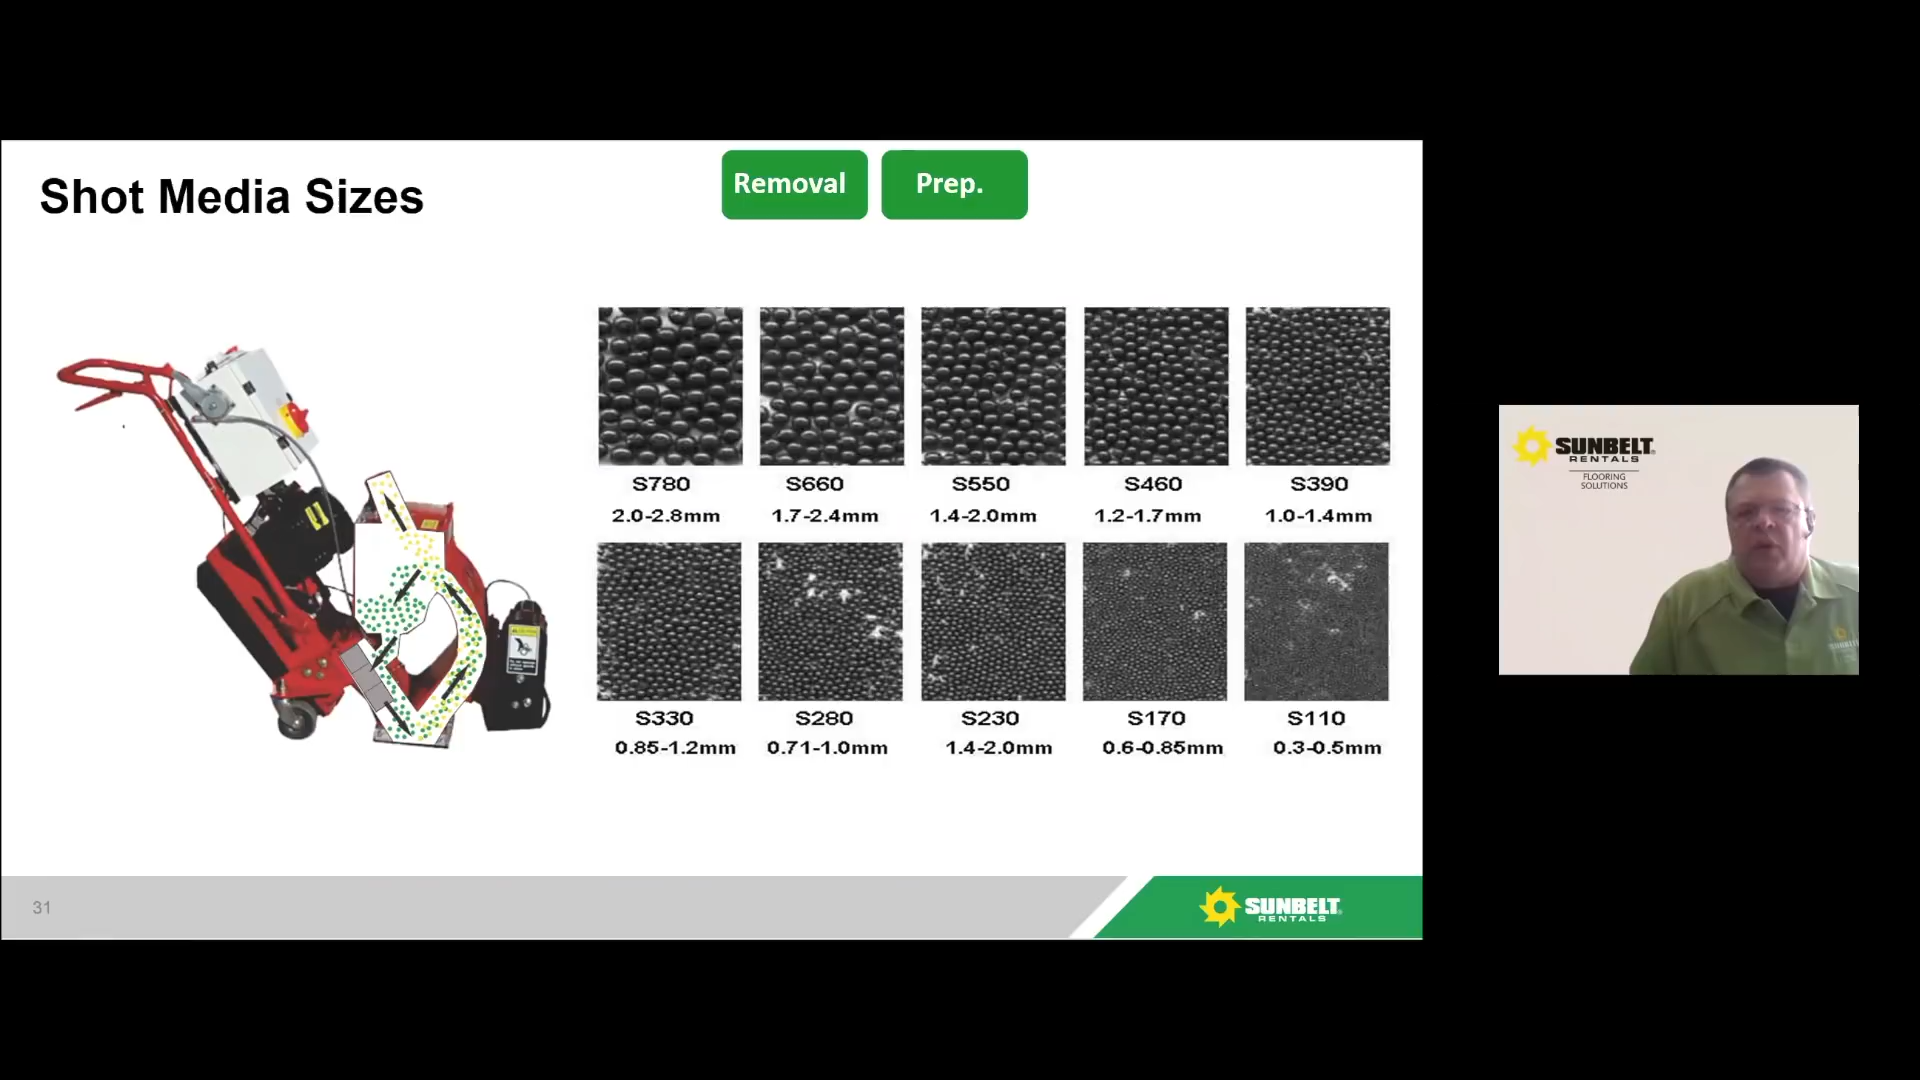 Shot Media Sizes
Removal
Prep.
S780
S660
S550
S460
S390
2.0-2.8mm
1.7-2.4mm
1.4-2.0mm
1.2-1.7mm
1.0-1.4mm
S330
S280
S230
S170
S110
0.85-1.2mm
0.71-1.0mm
1.4-2.0mm
0.6-0.85mm
0.3-0.5mm
31
SUNBELT
RENTALS
SUNBELT
RENTALS
FLOORING
SOLUTIONS